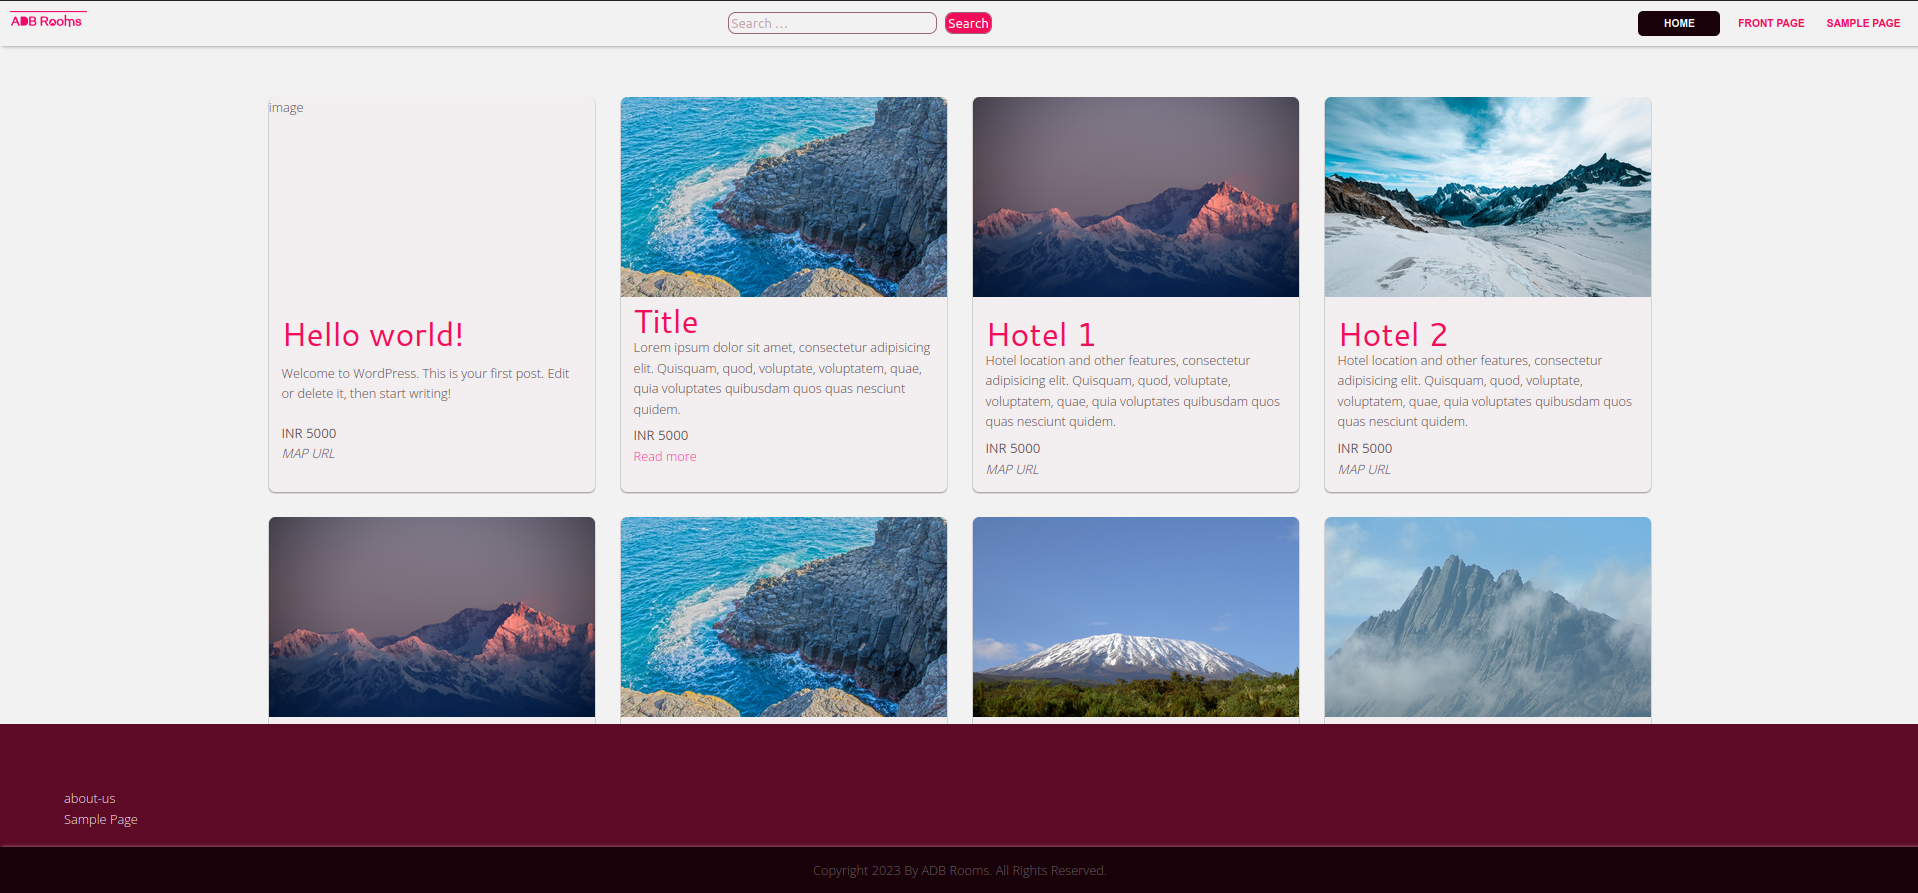 ADB Rooms
Search ...
Search
HOME
FRONT PAGE
SAMPLE PAGE
image
Hello world!
Welcome to WordPress. This is your first post. Edit
or delete it, then start writing!
INR 5000
MAP URL
Title
Lorem ipsum dolor sit amet, consectetur adipisicing
elit. Quisquam, quod, voluptate, voluptatem, quae,
quia voluptates quibusdam quos quas nesciunt
quidem.
INR 5000
Read more
Hotel 1
Hotel location and other features, consectetur
adipisicing elit. Quisquam, quod, voluptate,
voluptatem, quae, quia voluptates quibusdam quos
quas nesciunt quidem.
INR 5000
MAP URL
Hotel 2
Hotel location and other features, consectetur
adipisicing elit. Quisquam, quod, voluptate,
voluptatem, quae, quia voluptates quibusdam quos
quas nesciunt quidem.
INR 5000
MAP URL
about-us
Sample Page
Copyright 2023 By ADB Rooms. All Rights Reserved.